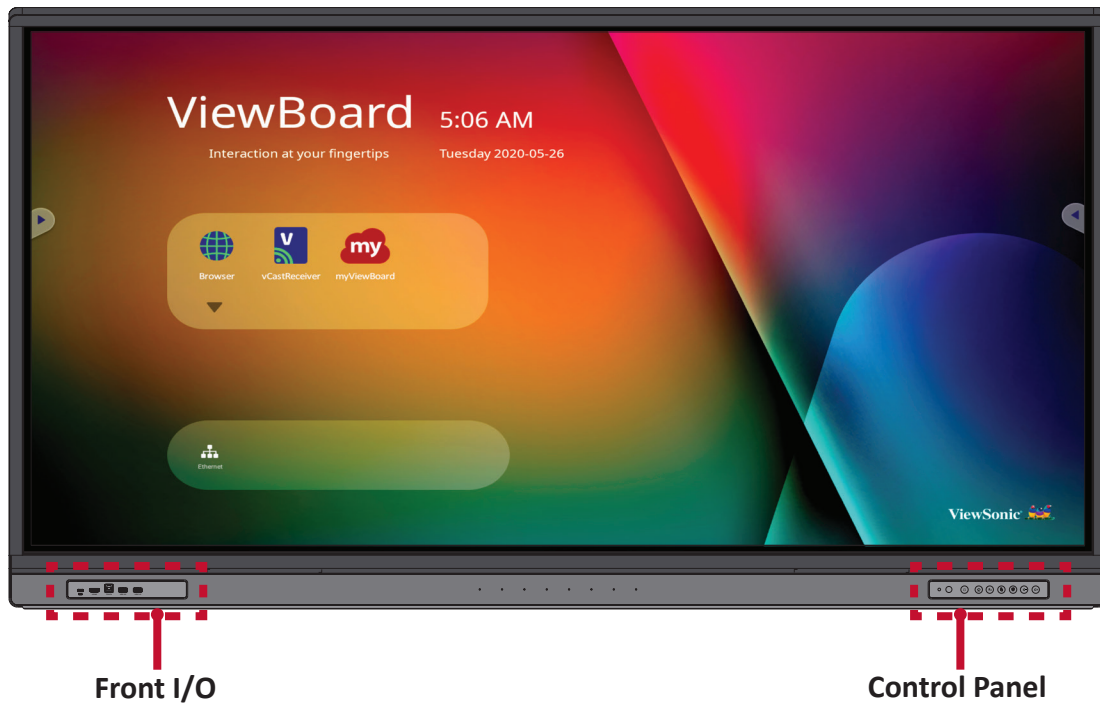 ViewBoard 5:06 AM
Interaction at your fingertips Tuesday 2020-05-26
V
my
Browser vCastReceiver myViewBoard
Ethernet
ViewSonic
Front I/O Control Panel